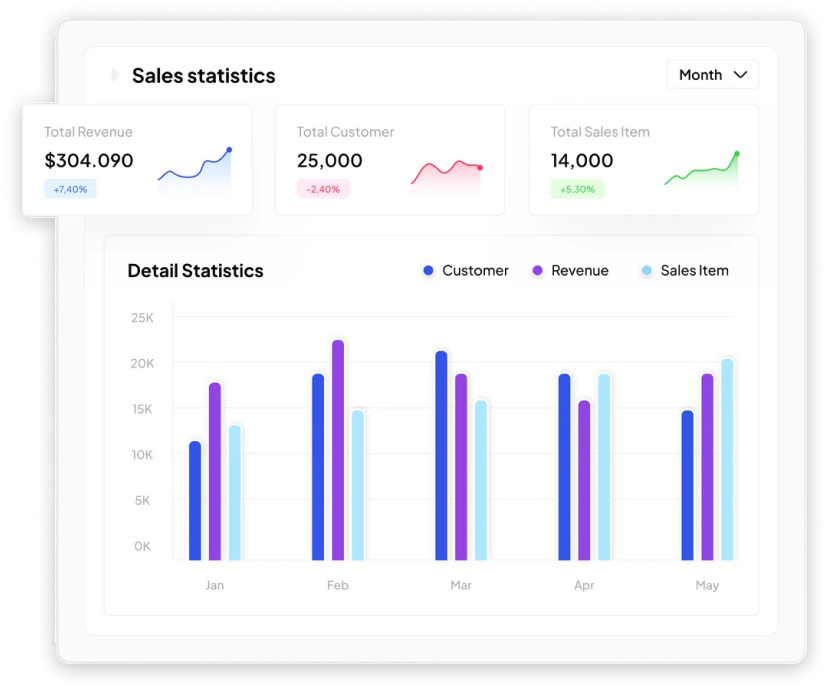 Sales statistics
Month
Total Revenue
$304.090
+7,40%
Total Customer
25,000
-2,40%
Total Sales Item
14,000
+5,30%
Detail Statistics
Customer
Revenue
Sales Item
25K
20K
15K
10K
5K
0K
Jan
Feb
Mar
Apr
May